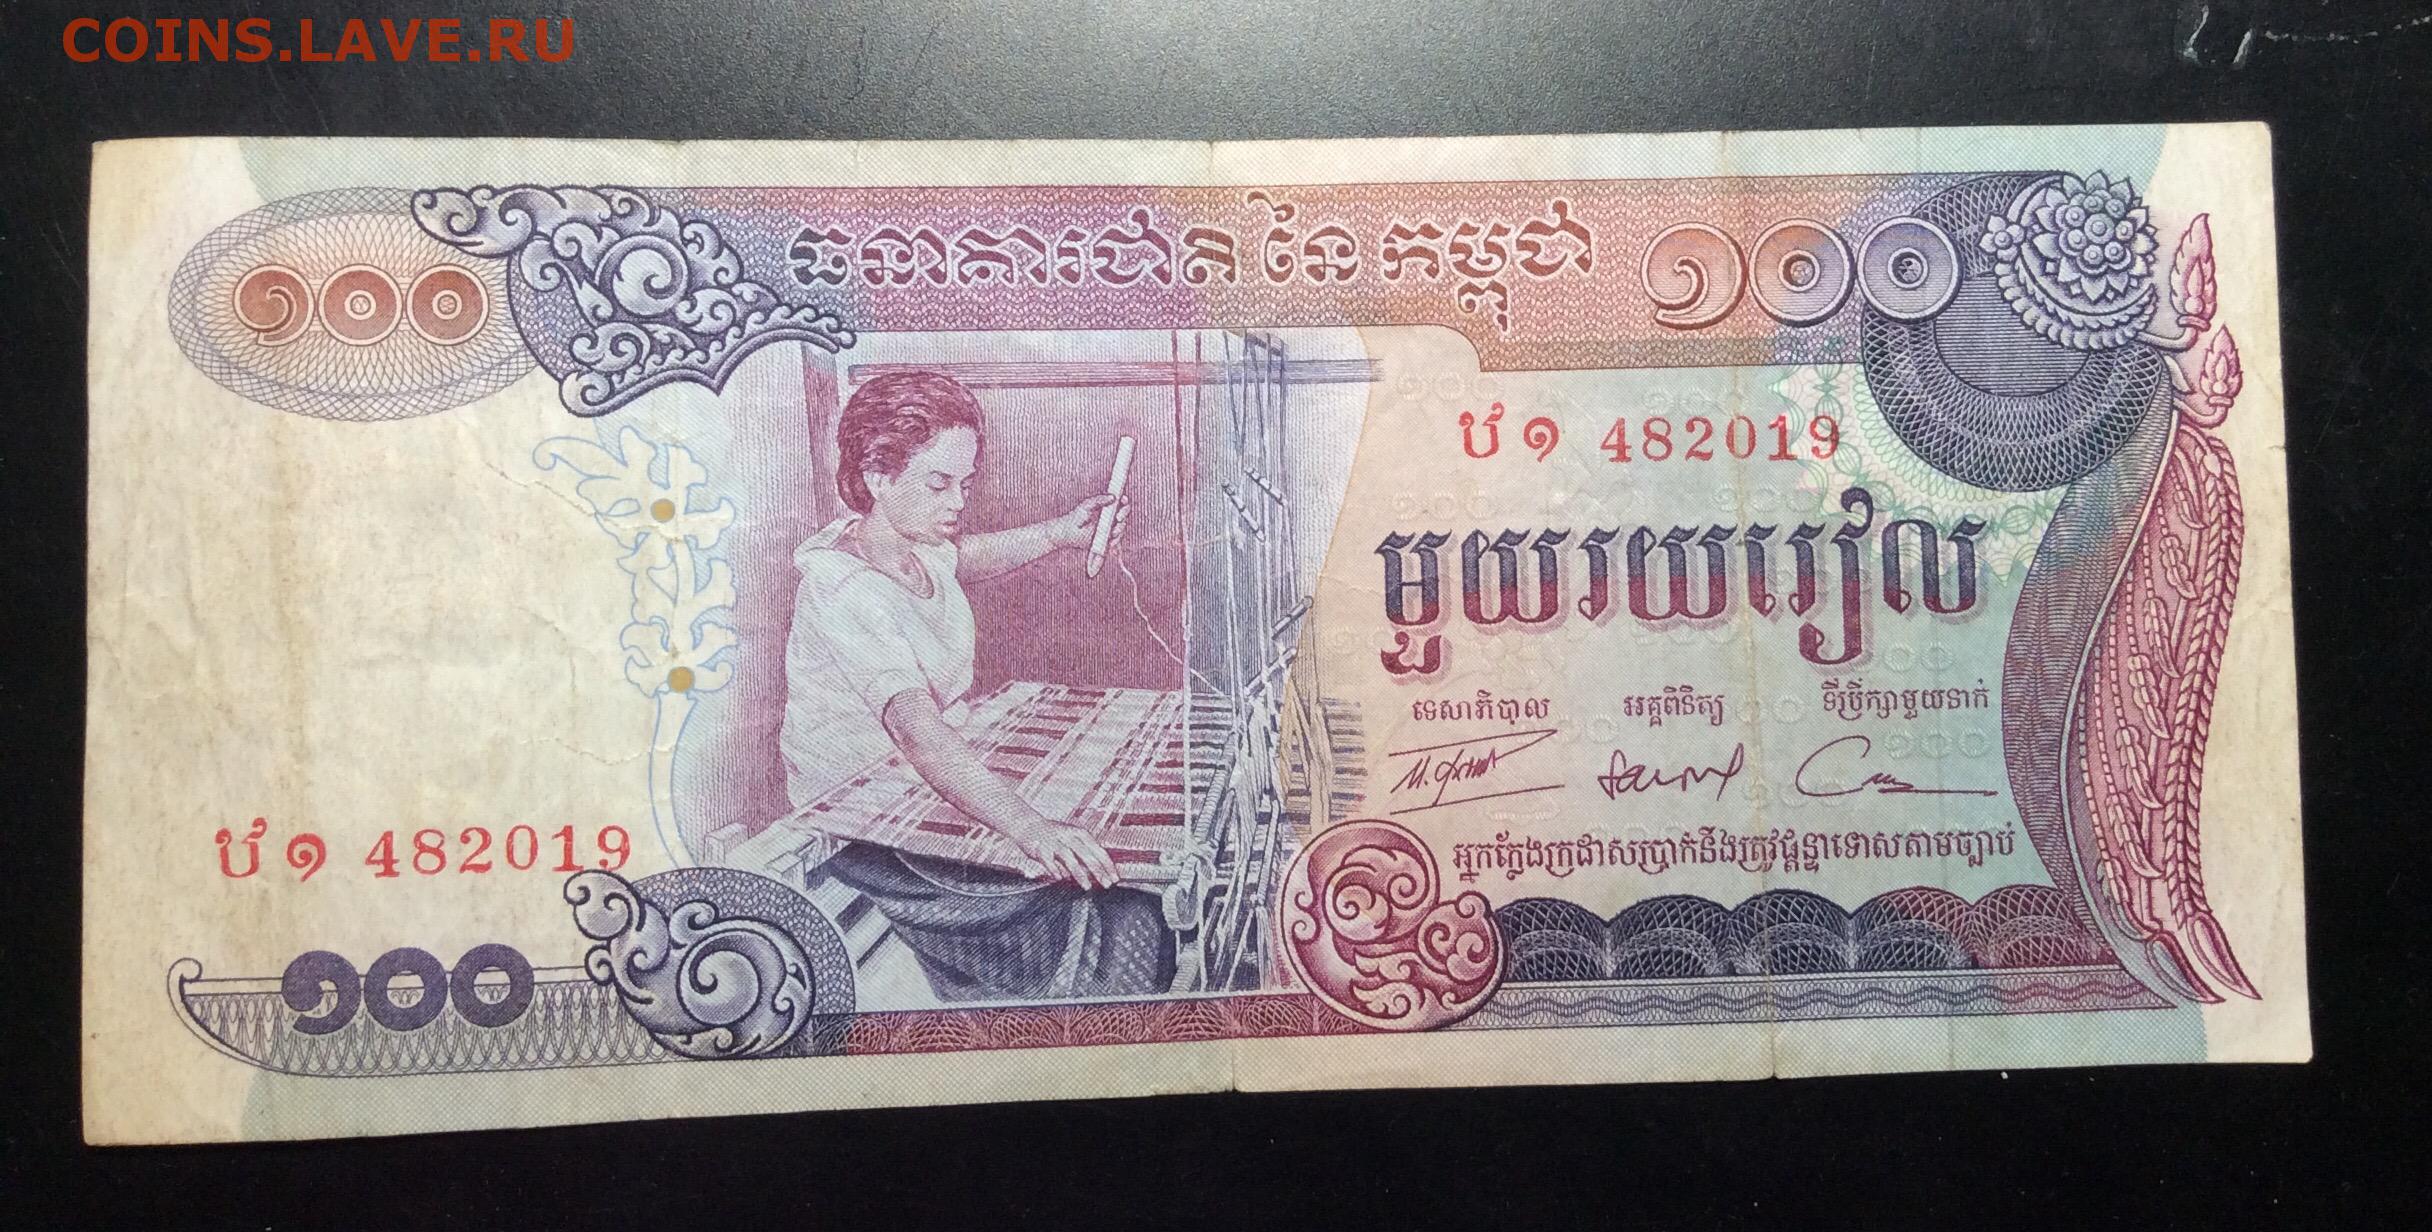 COINS.LAVE.RU
១០០ ធនាគារជាតិ នៃ កម្ពុជា ១០០
ឋ ១ 482019
មួយរយរៀល
ទេសាភិបាល អគ្គពិនិត្យ ទីប្រឹក្សាមួយនាក់
អ្នកក្លែងក្រដាសប្រាក់នឹងត្រូវផ្ដន្ទាទោសតាមច្បាប់
ឋ ១ 482019
១០០